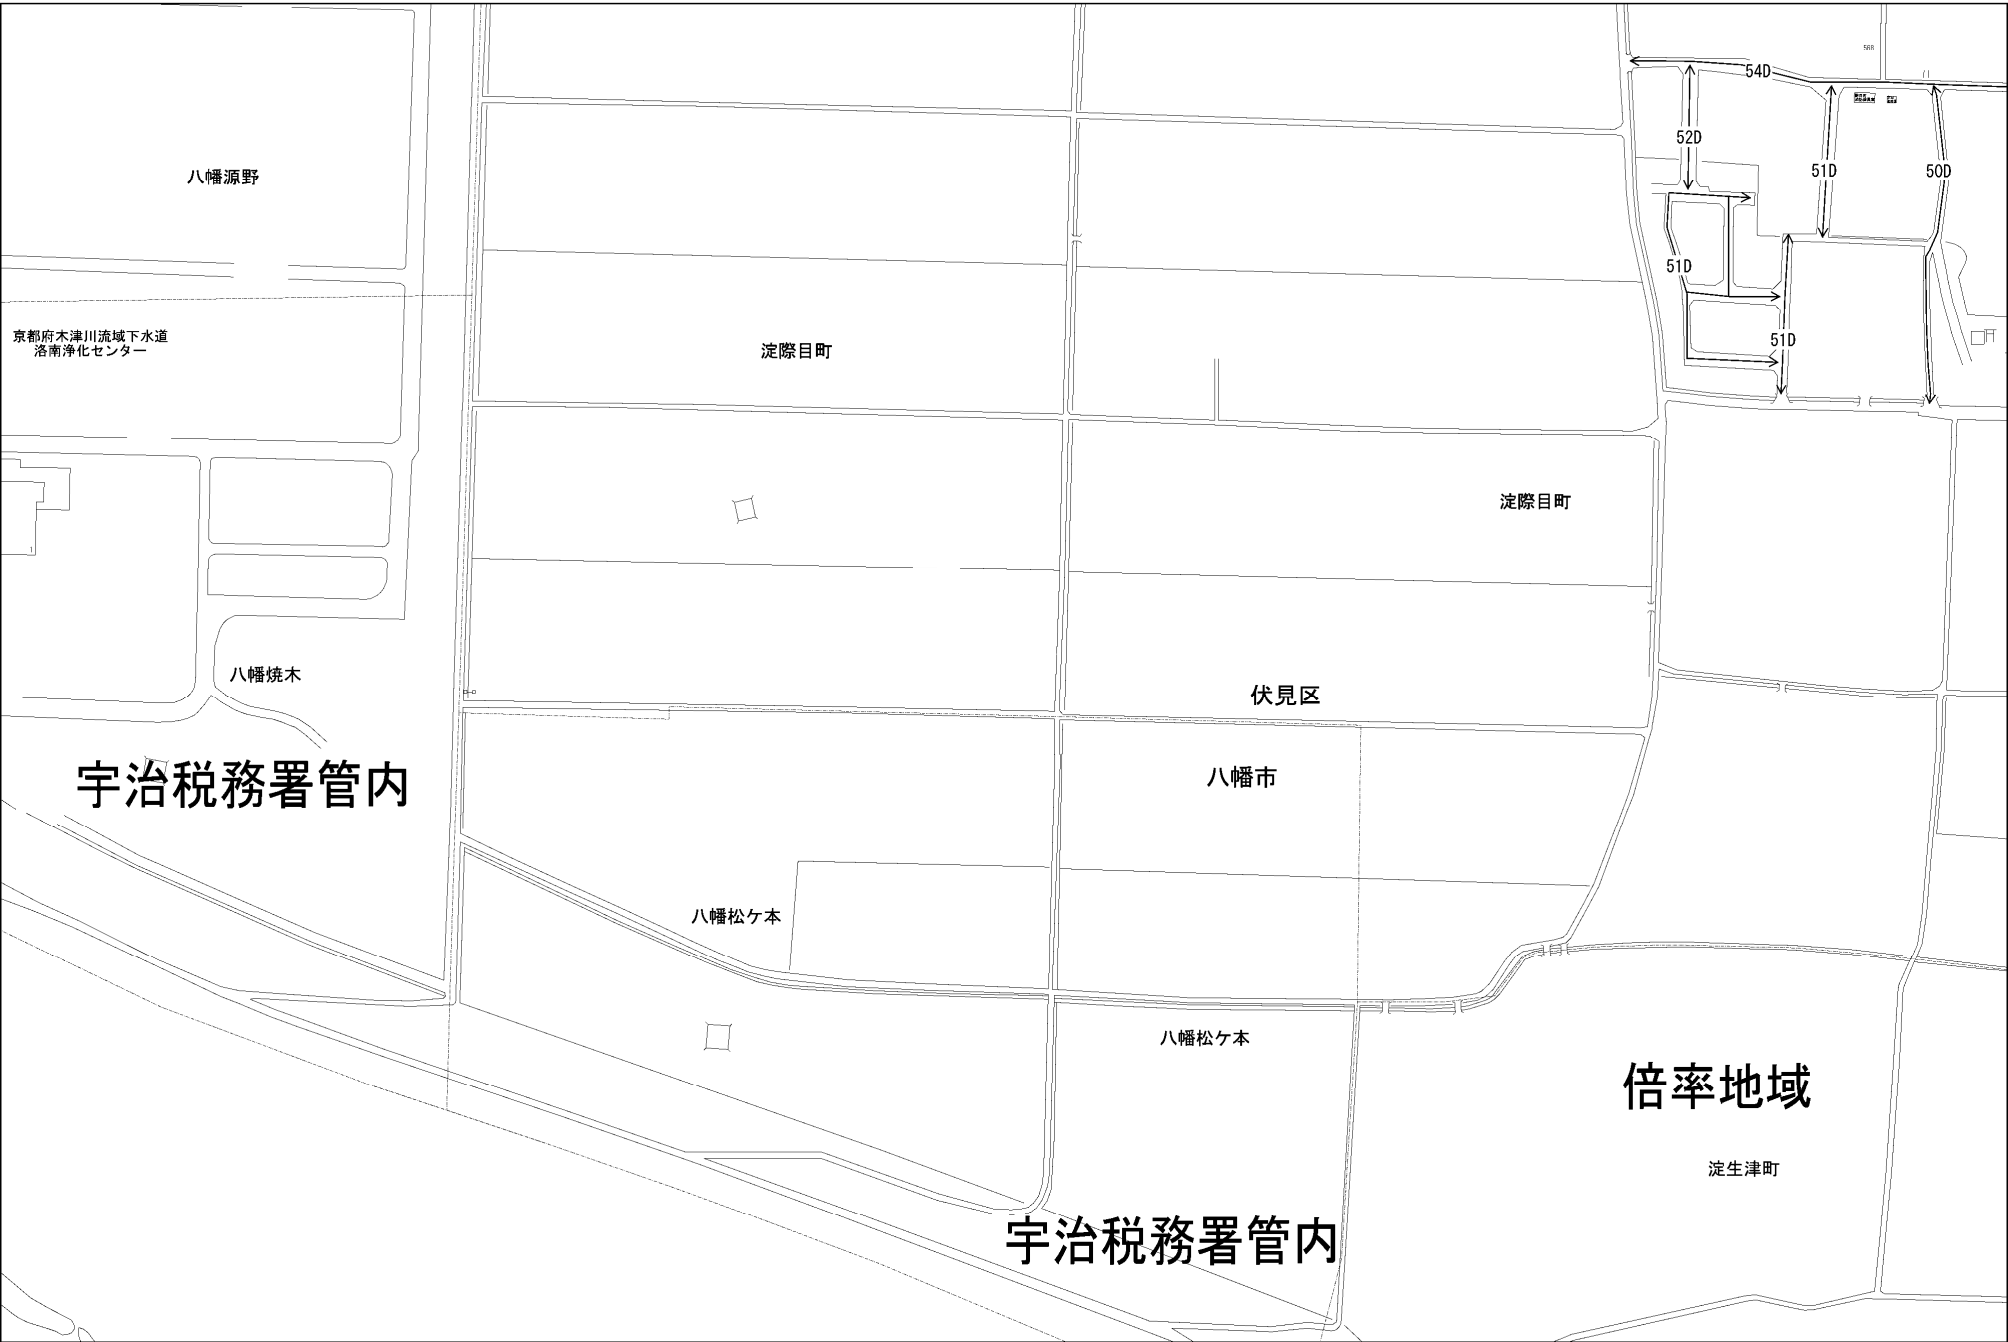 568
54D
52D
51D
50D
八幡源野
51D
京都府木津川流域下水道
洛南浄化センター
淀際目町
51D
淀際目町
八幡焼木
伏見区
宇治税務署管内
八幡市
八幡松ケ本
八幡松ケ本
倍率地域
淀生津町
宇治税務署管内